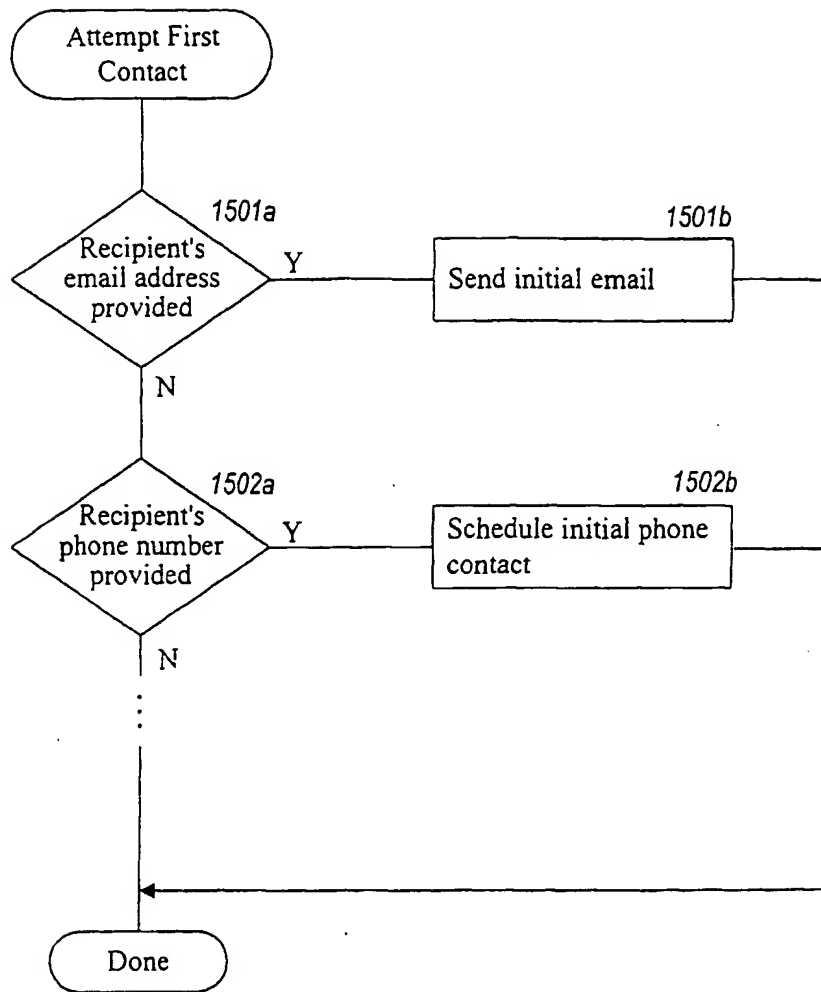 Attempt First
Contact
1501a
Recipient's
email address
provided
Y
1501b
Send initial email
N
1502a
Recipient's
phone number
provided
Y
1502b
Schedule initial phone
contact
N
Done